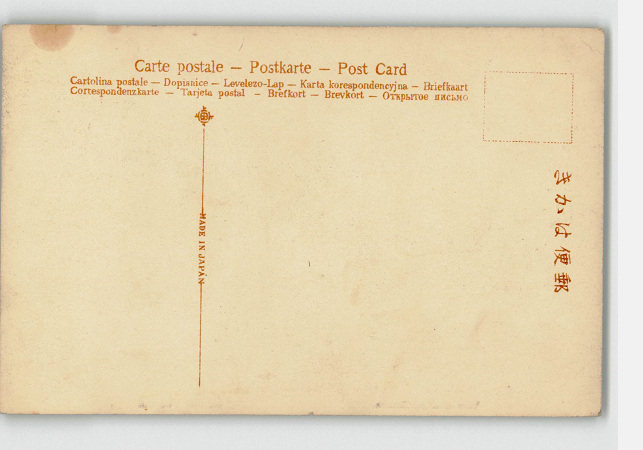 Carte postale — Postkarte — Post Card
Cartolina postale — Dopisnice — Levelezo-Lap — Karta korespondencyjna — Briefkaart
Correspondenzkarte — Tarjeta postal — Brefkort — Brevkort — Открытое письмо
MADE IN JAPAN
きかは便郵